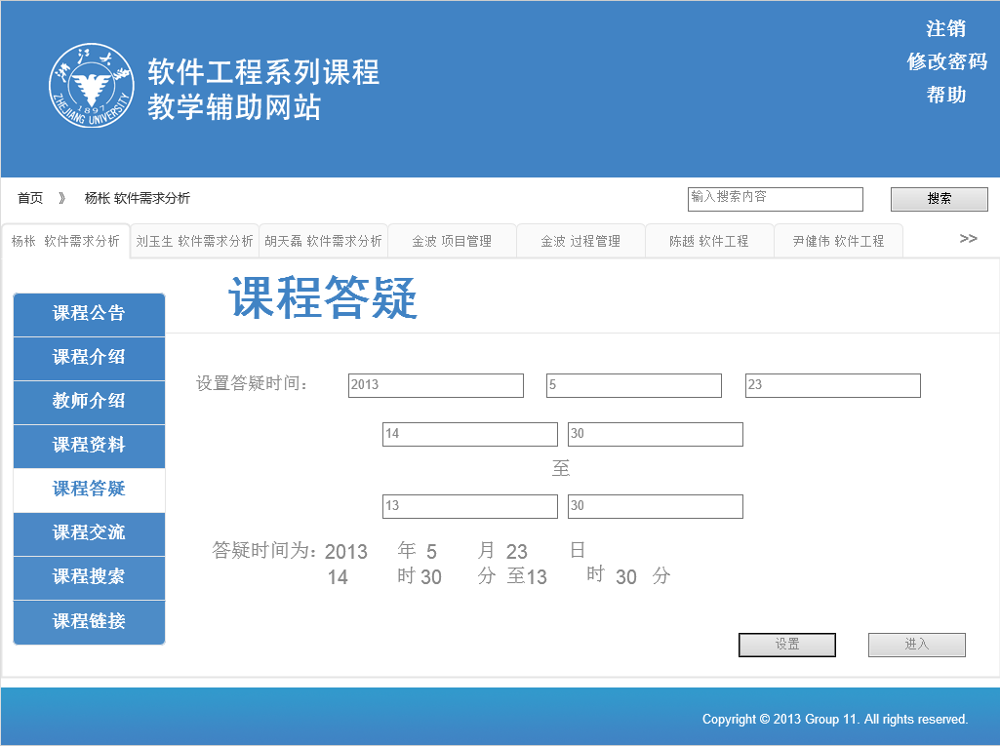 注销
修改密码
帮助
浙江大学
ZHEJIANG UNIVERSITY
1897
软件工程系列课程
教学辅助网站
首页 》 杨枨 软件需求分析
输入搜索内容
搜索
杨枨 软件需求分析 刘玉生 软件需求分析 胡天磊 软件需求分析 金波 项目管理 金波 过程管理 陈越 软件工程 尹健伟 软件工程 >>
课程答疑
课程公告
课程介绍
教师介绍
课程资料
课程答疑
课程交流
课程搜索
课程链接
设置答疑时间： 2013 5 23
14 30
至
13 30
答疑时间为：2013 年 5 月 23 日
14 时 30 分 至13 时 30 分
设置 进入
Copyright © 2013 Group 11. All rights reserved.